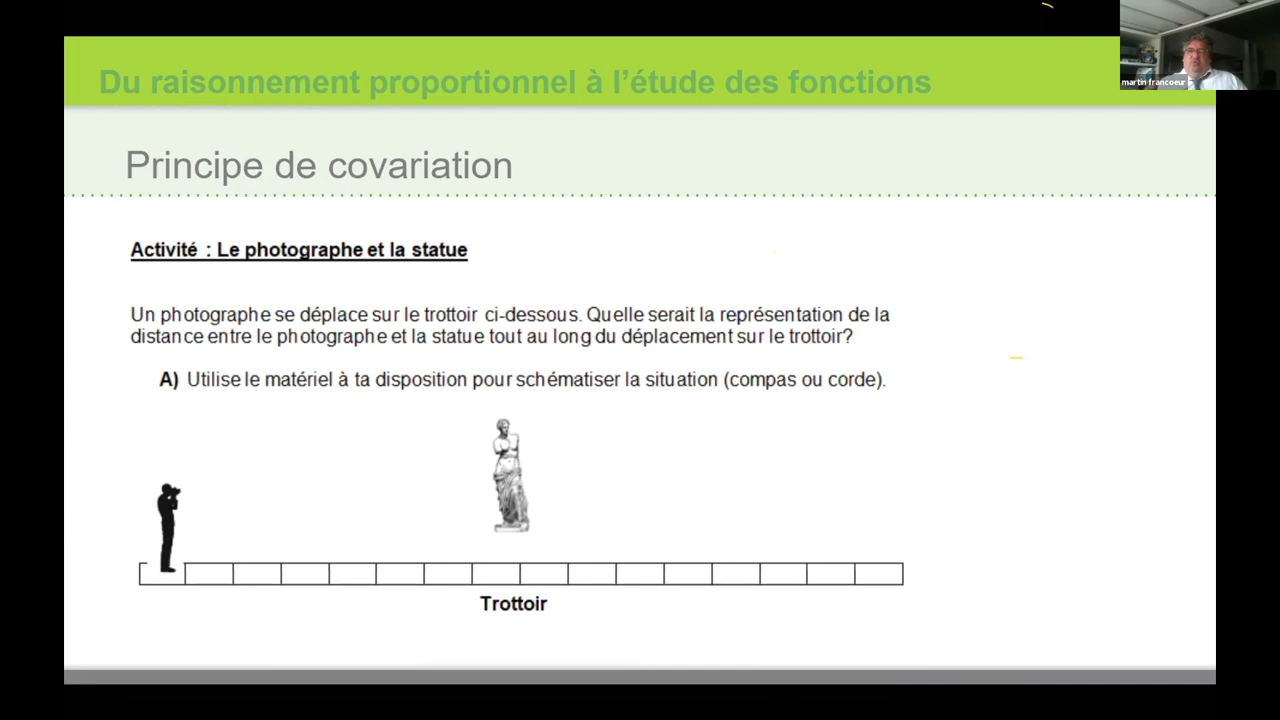 Du raisonnement proportionnel à l'étude des fonctions
martin francoeur
Principe de covariation
Activité : Le photographe et la statue
Un photographe se déplace sur le trottoir ci-dessous. Quelle serait la représentation de la
distance entre le photographe et la statue tout au long du déplacement sur le trottoir?
A) Utilise le matériel à ta disposition pour schématiser la situation (compas ou corde).
Trottoir